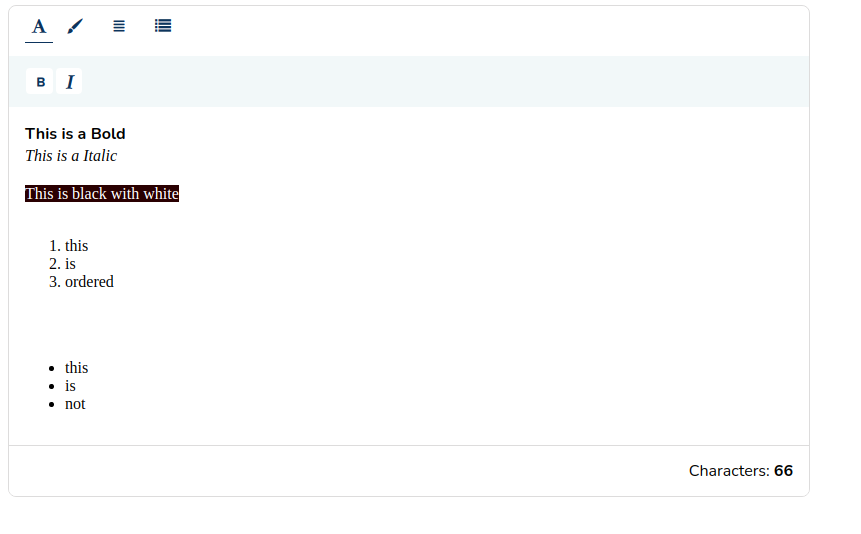 A
B I
This is a Bold
This is a Italic
This is black with white
1. this
2. is
3. ordered
• this
• is
• not
Characters: 66